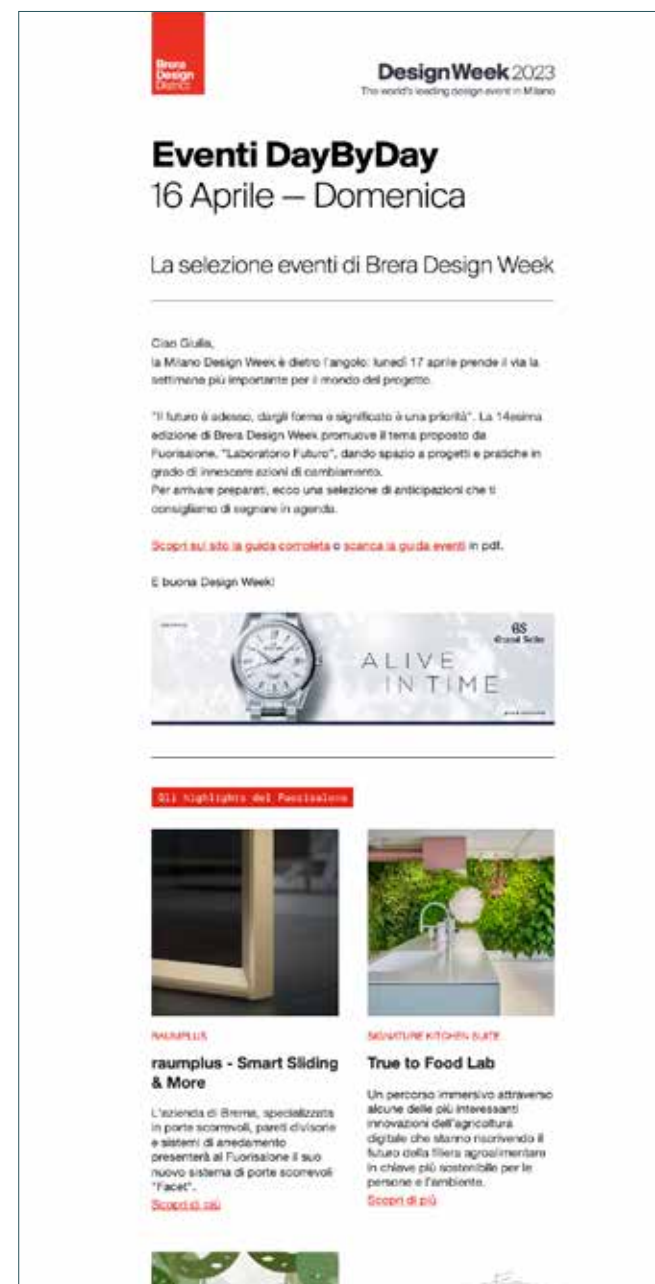 Brera
Design
District
DesignWeek 2023
The world's leading design event in Milano
Eventi DayByDay
16 Aprile — Domenica
La selezione eventi di Brera Design Week
Ciao Giulia,
la Milano Design Week è dietro l'angolo: lunedì 17 aprile prende il via la
settimana più importante per il mondo del progetto.
"Il futuro è adesso, dargli forma e significato è una priorità". La 14esima
edizione di Brera Design Week promuove il tema proposto da
Fuorisalone, "Laboratorio Futuro", dando spazio a progetti e pratiche in
grado di innescare azioni di cambiamento.
Per arrivare preparati, ecco una selezione di anticipazioni che ti
consigliamo di segnare in agenda.
Scopri sul sito la guida completa o scarica la guida eventi in pdf.
E buona Design Week!
GS
Grand Seiko
ALIVE
IN TIME
Gli highlights del Fuorisalone
RAUMPLUS
raumplus - Smart Sliding
& More
L'azienda di Brema, specializzata
in porte scorrevoli, pareti divisorie
e sistemi di arredamento
presenterà al Fuorisalone il suo
nuovo sistema di porte scorrevoli
"Facet".
Scopri di più
SIGNATURE KITCHEN SUITE
True to Food Lab
Un percorso immersivo attraverso
alcune delle più interessanti
innovazioni dell'agricoltura
digitale che stanno riscrivendo il
futuro della filiera agroalimentare
in chiave più sostenibile per le
persone e l'ambiente.
Scopri di più